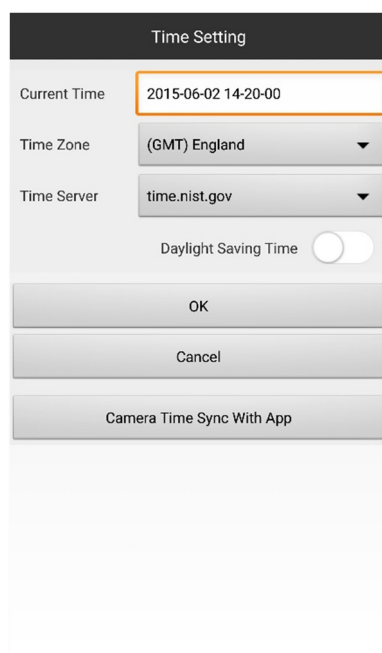 Time Setting
Current Time 2015-06-02 14-20-00
Time Zone (GMT) England
Time Server time.nist.gov
Daylight Saving Time
OK
Cancel
Camera Time Sync With App